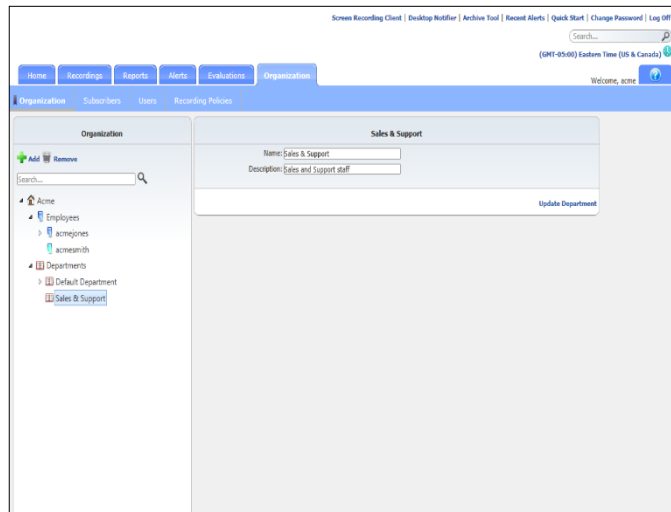 Screen Recording Client | Desktop Notifier | Archive Tool | Recent Alerts | Quick Start | Change Password | Log Off
Search...
(GMT-05:00) Eastern Time (US & Canada)
Home Recordings Reports Alerts Evaluations Organization
Welcome, acme
Organization Subscribers Users Recording Policies
Organization
Add Remove
Search...
Acme
Employees
acmejones
acmesmith
Departments
Default Department
Sales & Support
Sales & Support
Name: Sales & Support
Description: Sales and Support staff
Update Department